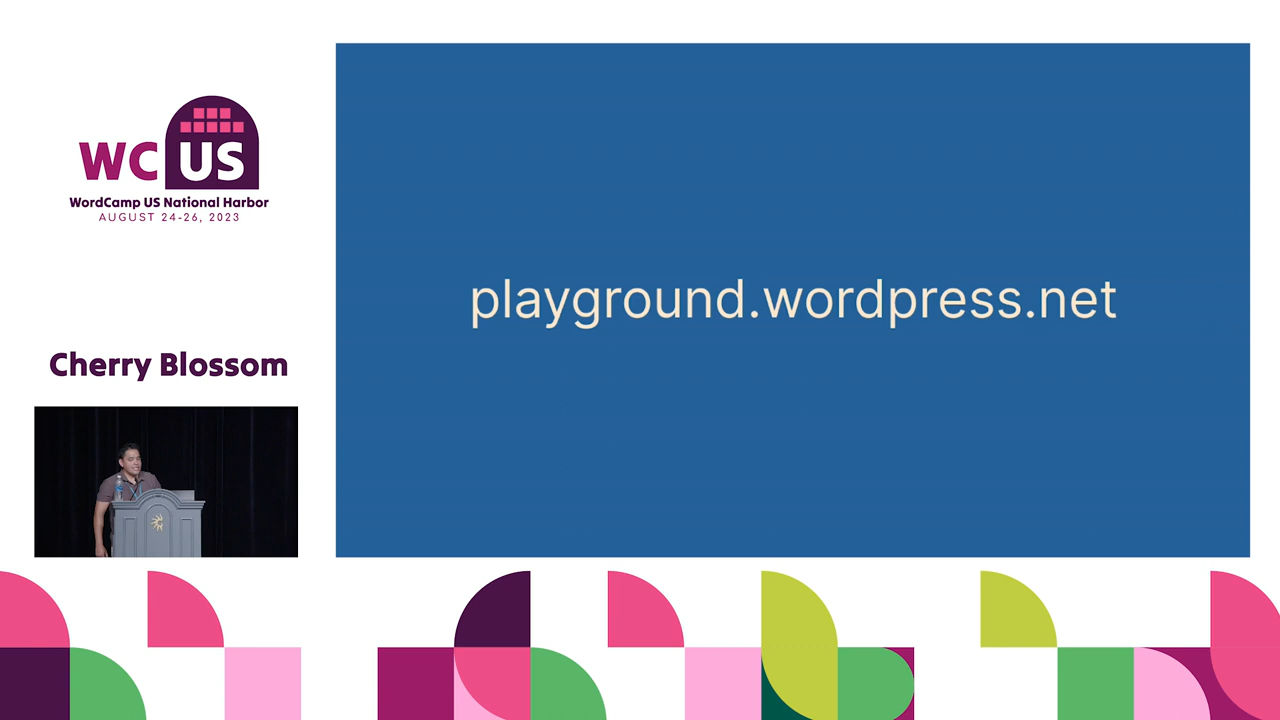 WC US
WordCamp US National Harbor
AUGUST 24-26, 2023
playground.wordpress.net
Cherry Blossom